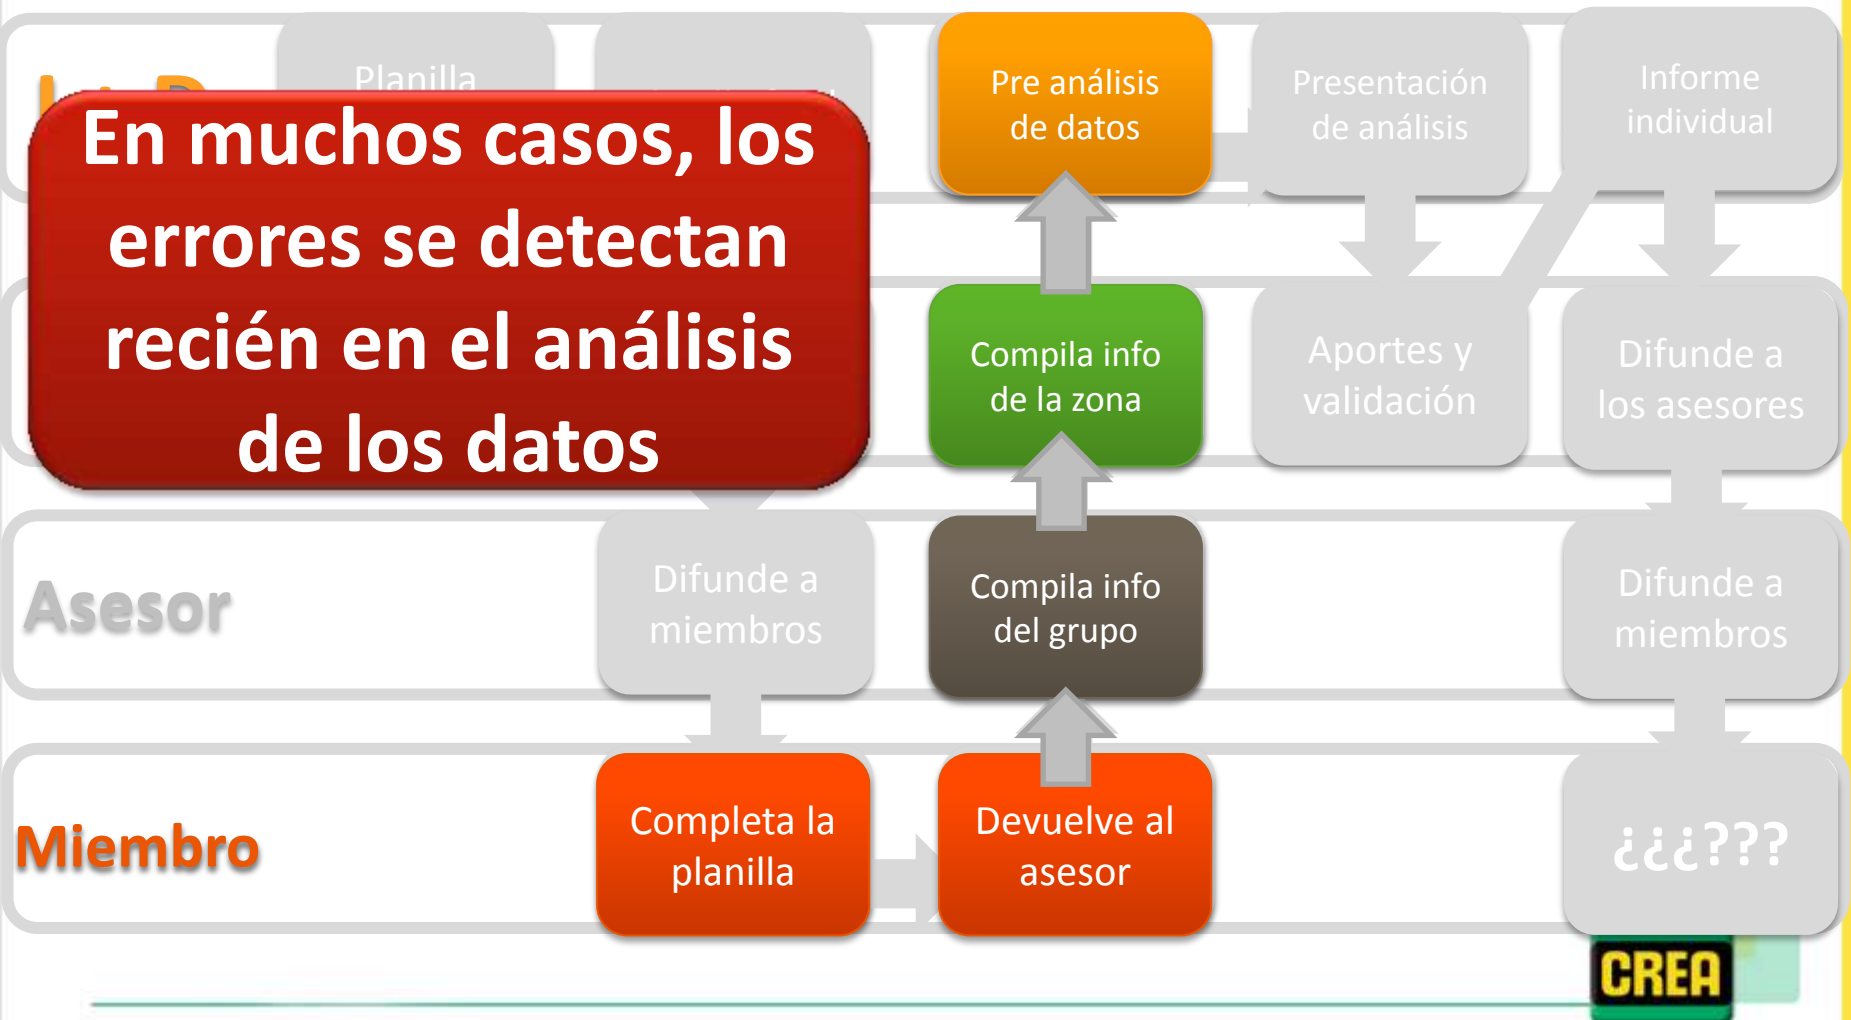 Planilla
En muchos casos, los
errores se detectan
recién en el análisis
de los datos
Pre análisis
de datos
Presentación
de análisis
Informe
individual
Compila info
de la zona
Aportes y
validación
Difunde a
los asesores
Asesor
Difunde a
miembros
Compila info
del grupo
Difunde a
miembros
Miembro
Completa la
planilla
Devuelve al
asesor
¿¿¿???
CREA